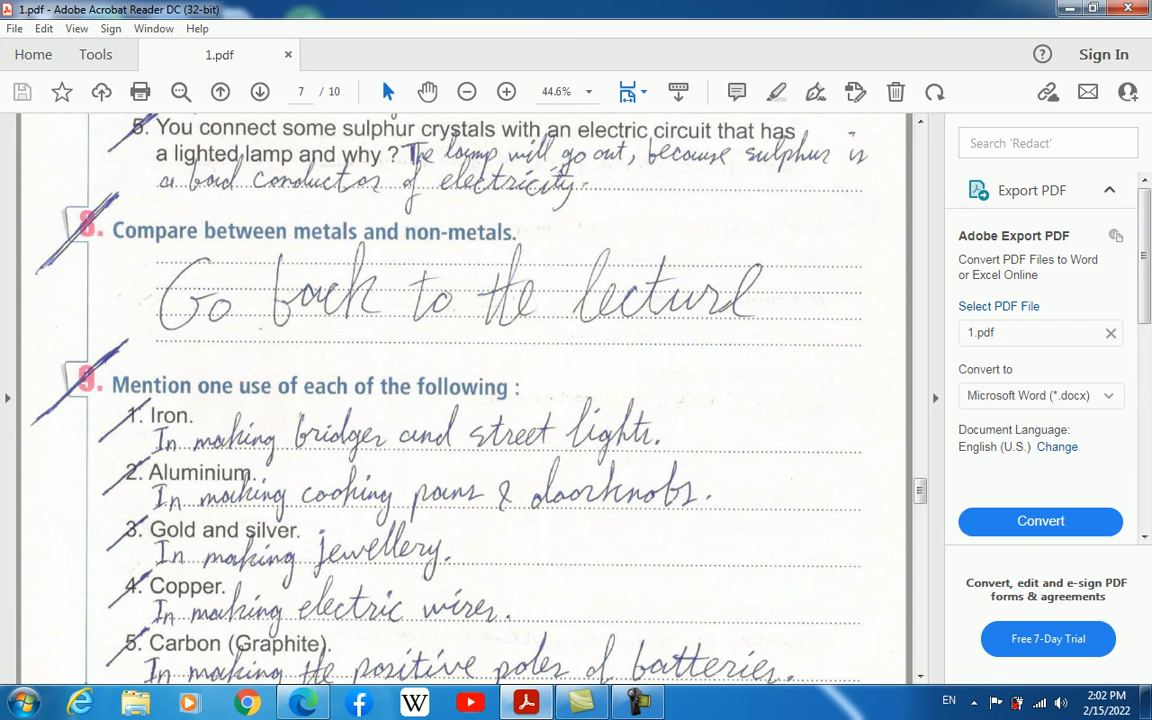 1.pdf - Adobe Acrobat Reader DC (32-bit)
File Edit View Sign Window Help
Home Tools 1.pdf × Sign In
7 / 10 44.6%
5. You connect some sulphur crystals with an electric circuit that has
a lighted lamp and why ? The lamp will go out, because sulphur is
a bad conductor of electricity.
8. Compare between metals and non-metals.
Go back to the lecture
9. Mention one use of each of the following :
1. Iron.
In making bridges and street lights.
2. Aluminium.
In making cooking pans & doorknobs.
3. Gold and silver.
In making jewellery.
4. Copper.
In making electric wires.
5. Carbon (Graphite).
In making the positive poles of batteries.
Search 'Redact'
Export PDF
Adobe Export PDF
Convert PDF Files to Word
or Excel Online
Select PDF File
1.pdf
Convert to
Microsoft Word (*.docx)
Document Language:
English (U.S.) Change
Convert
Convert, edit and e-sign PDF
forms & agreements
Free 7-Day Trial
EN 2:02 PM
2/15/2022